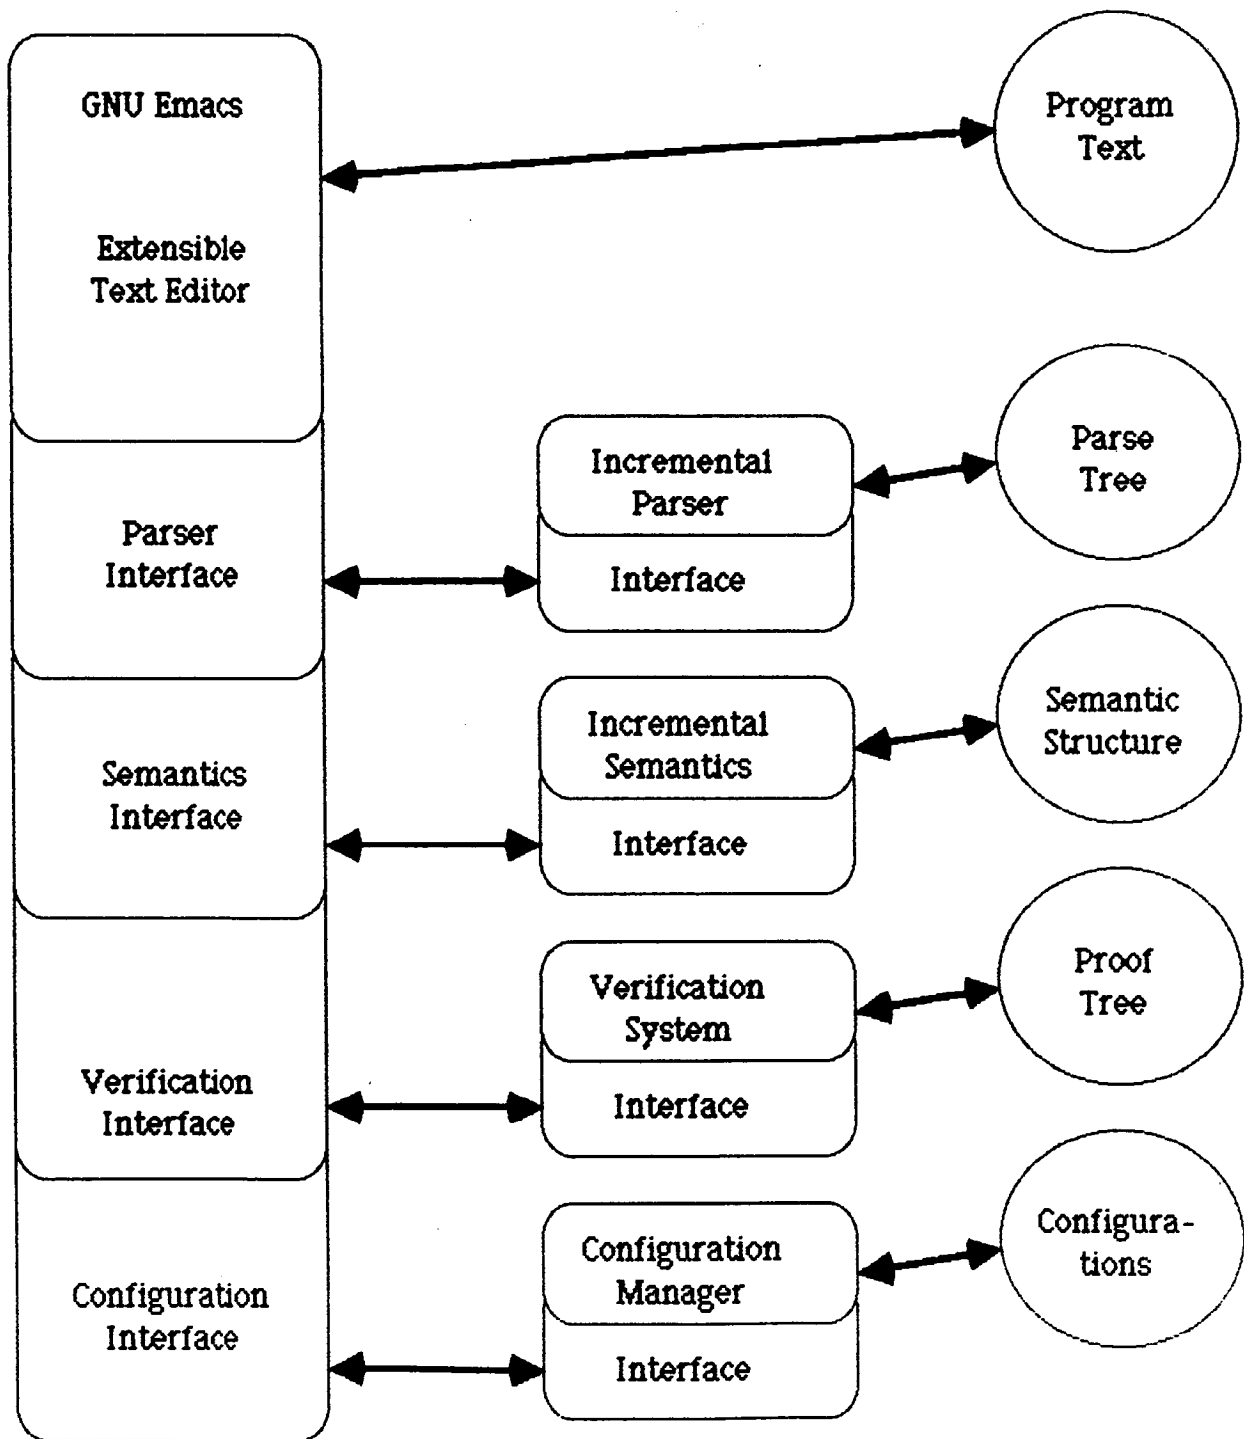 GNU Emacs
Extensible
Text Editor
Program
Text
Parser
Interface
Incremental
Parser
Interface
Parse
Tree
Semantics
Interface
Incremental
Semantics
Interface
Semantic
Structure
Verification
Interface
Verification
System
Interface
Proof
Tree
Configuration
Interface
Configuration
Manager
Interface
Configura-
tions